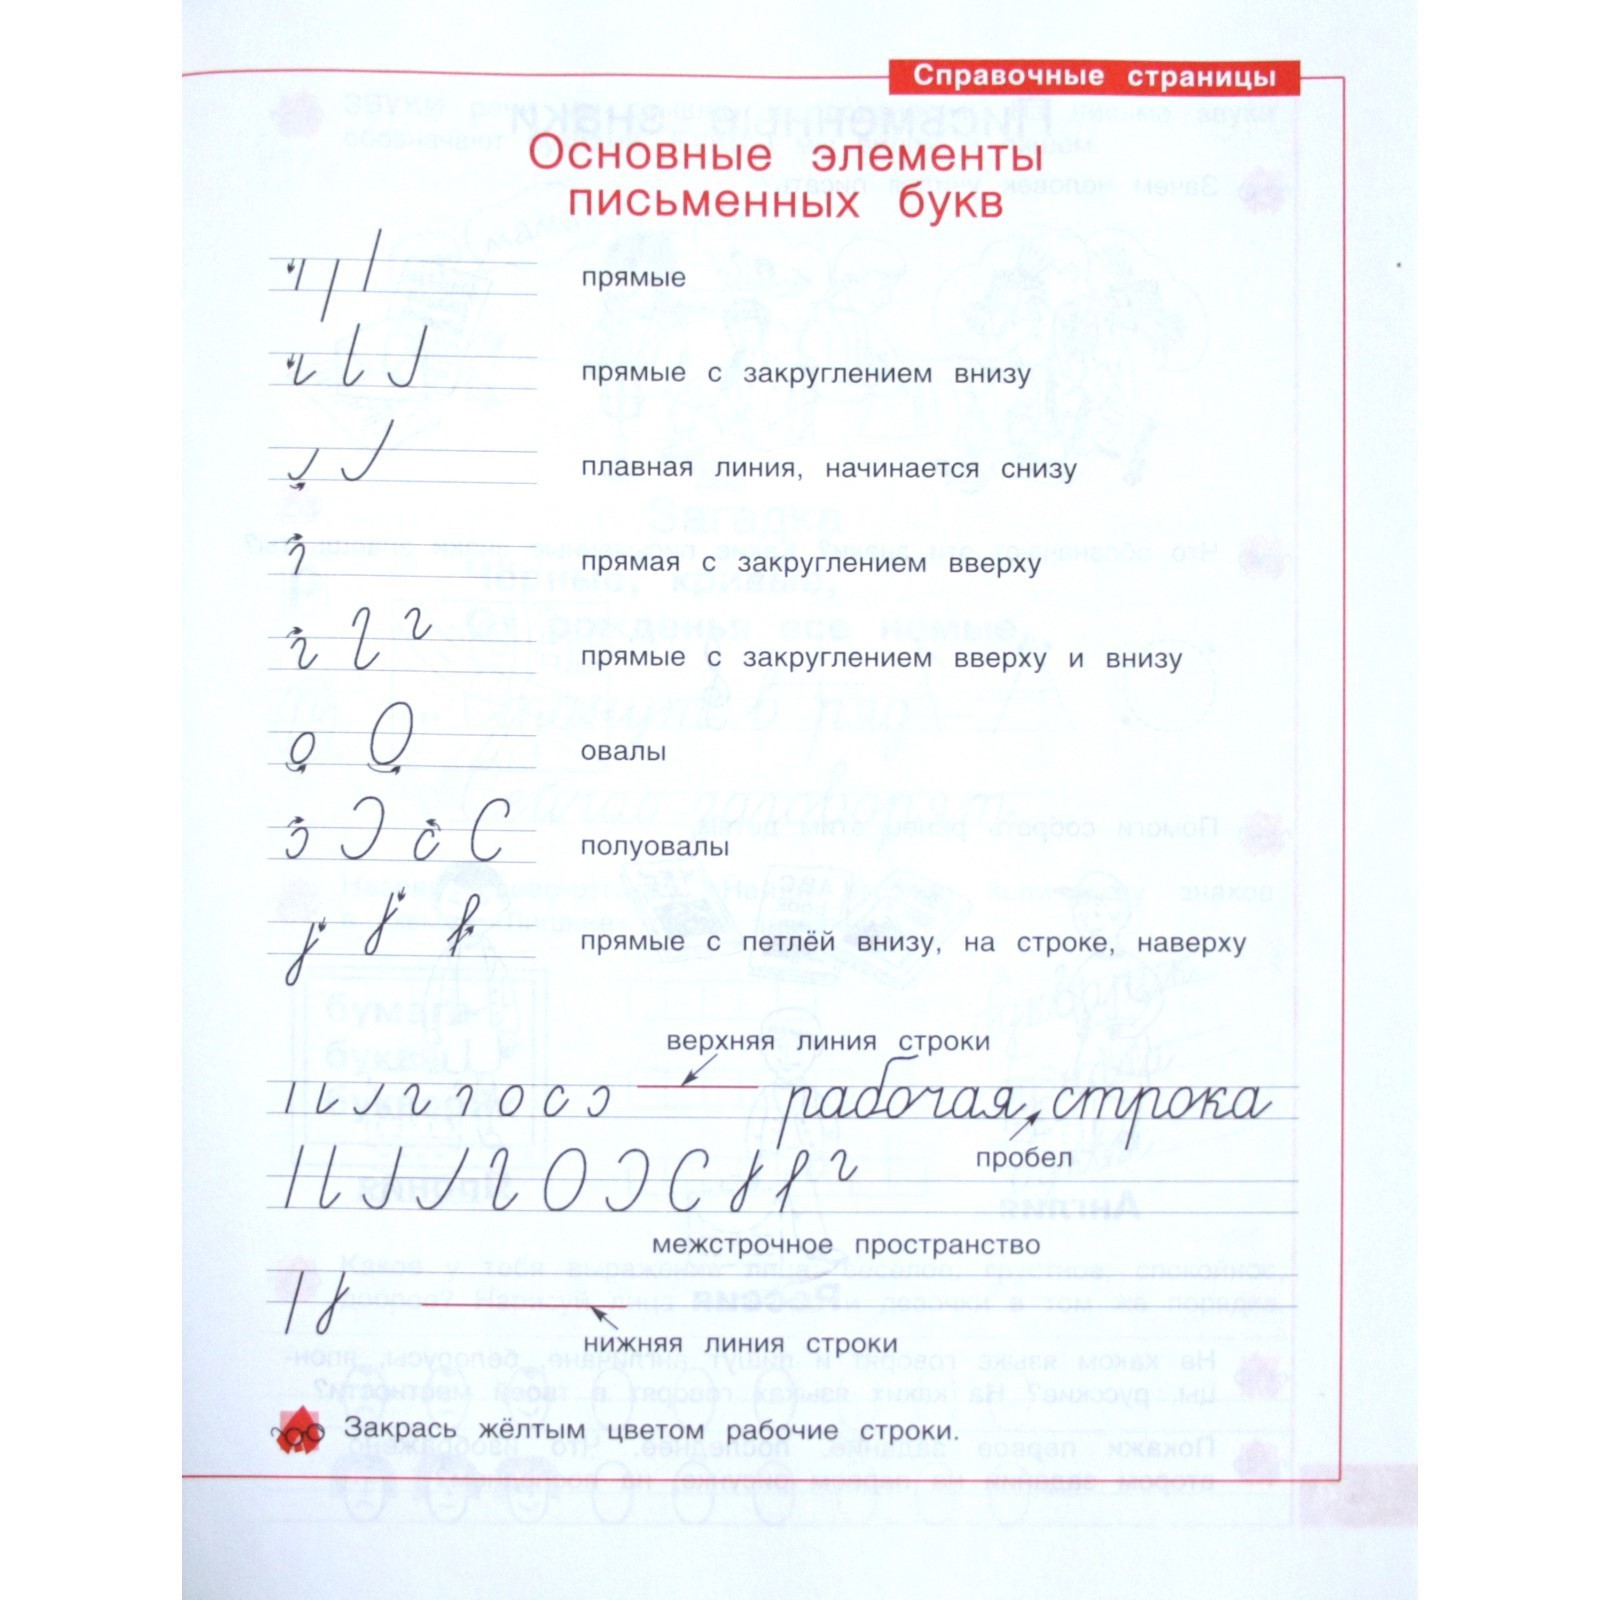 Справочные страницы
Основные элементы
письменных букв
прямые
прямые с закруглением внизу
плавная линия, начинается снизу
прямая с закруглением вверху
прямые с закруглением вверху и внизу
овалы
полуовалы
прямые с петлёй внизу, на строке, наверху
верхняя линия строки
рабочая строка
пробел
межстрочное пространство
нижняя линия строки
Закрась жёлтым цветом рабочие строки.